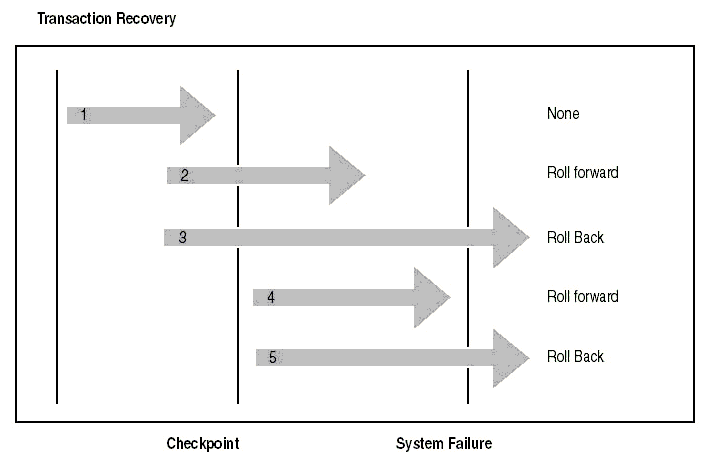 Transaction Recovery
1
None
2
Roll forward
3
Roll Back
4
Roll forward
5
Roll Back
Checkpoint
System Failure